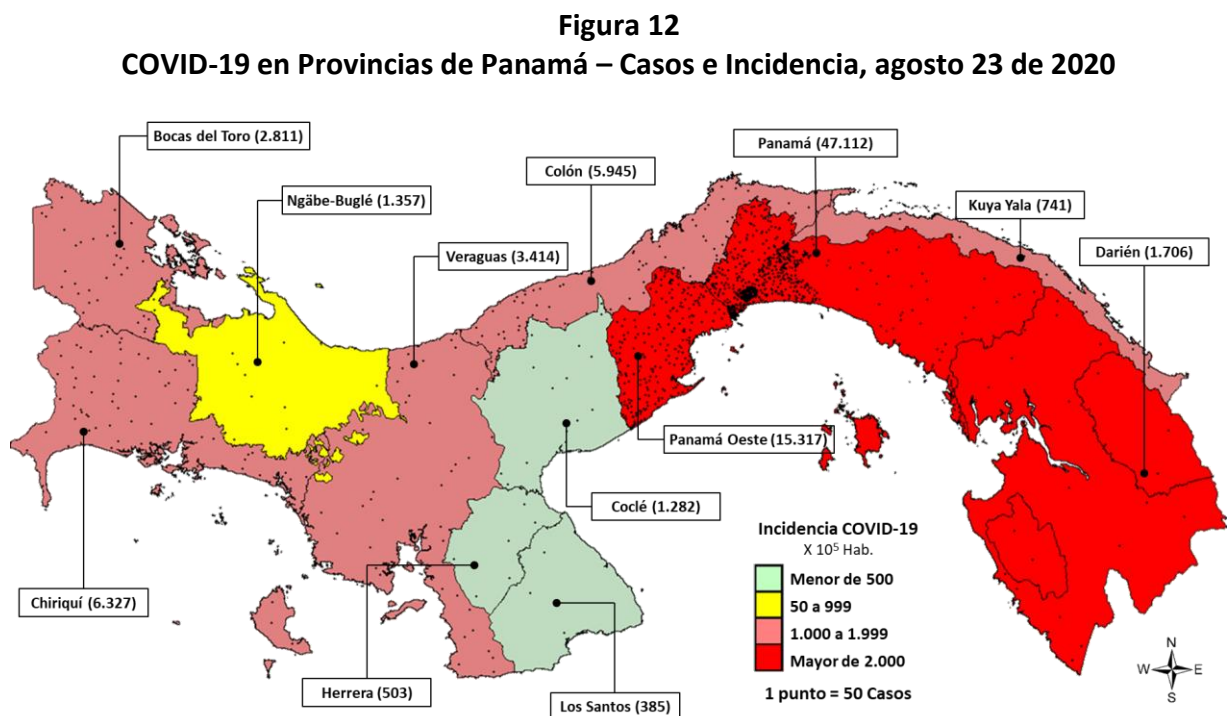 Figura 12
COVID-19 en Provincias de Panamá – Casos e Incidencia, agosto 23 de 2020
Bocas del Toro (2.811)
Panamá (47.112)
Colón (5.945)
Ngäbe-Buglé (1.357)
Kuya Yala (741)
Veraguas (3.414)
Darién (1.706)
Panamá Oeste (15.317)
Coclé (1.282)
Chiriquí (6.327)
Herrera (503)
Los Santos (385)
Incidencia COVID-19
X 10⁵ Hab.
Menor de 500
50 a 999
1.000 a 1.999
Mayor de 2.000
1 punto = 50 Casos
N
W E
S